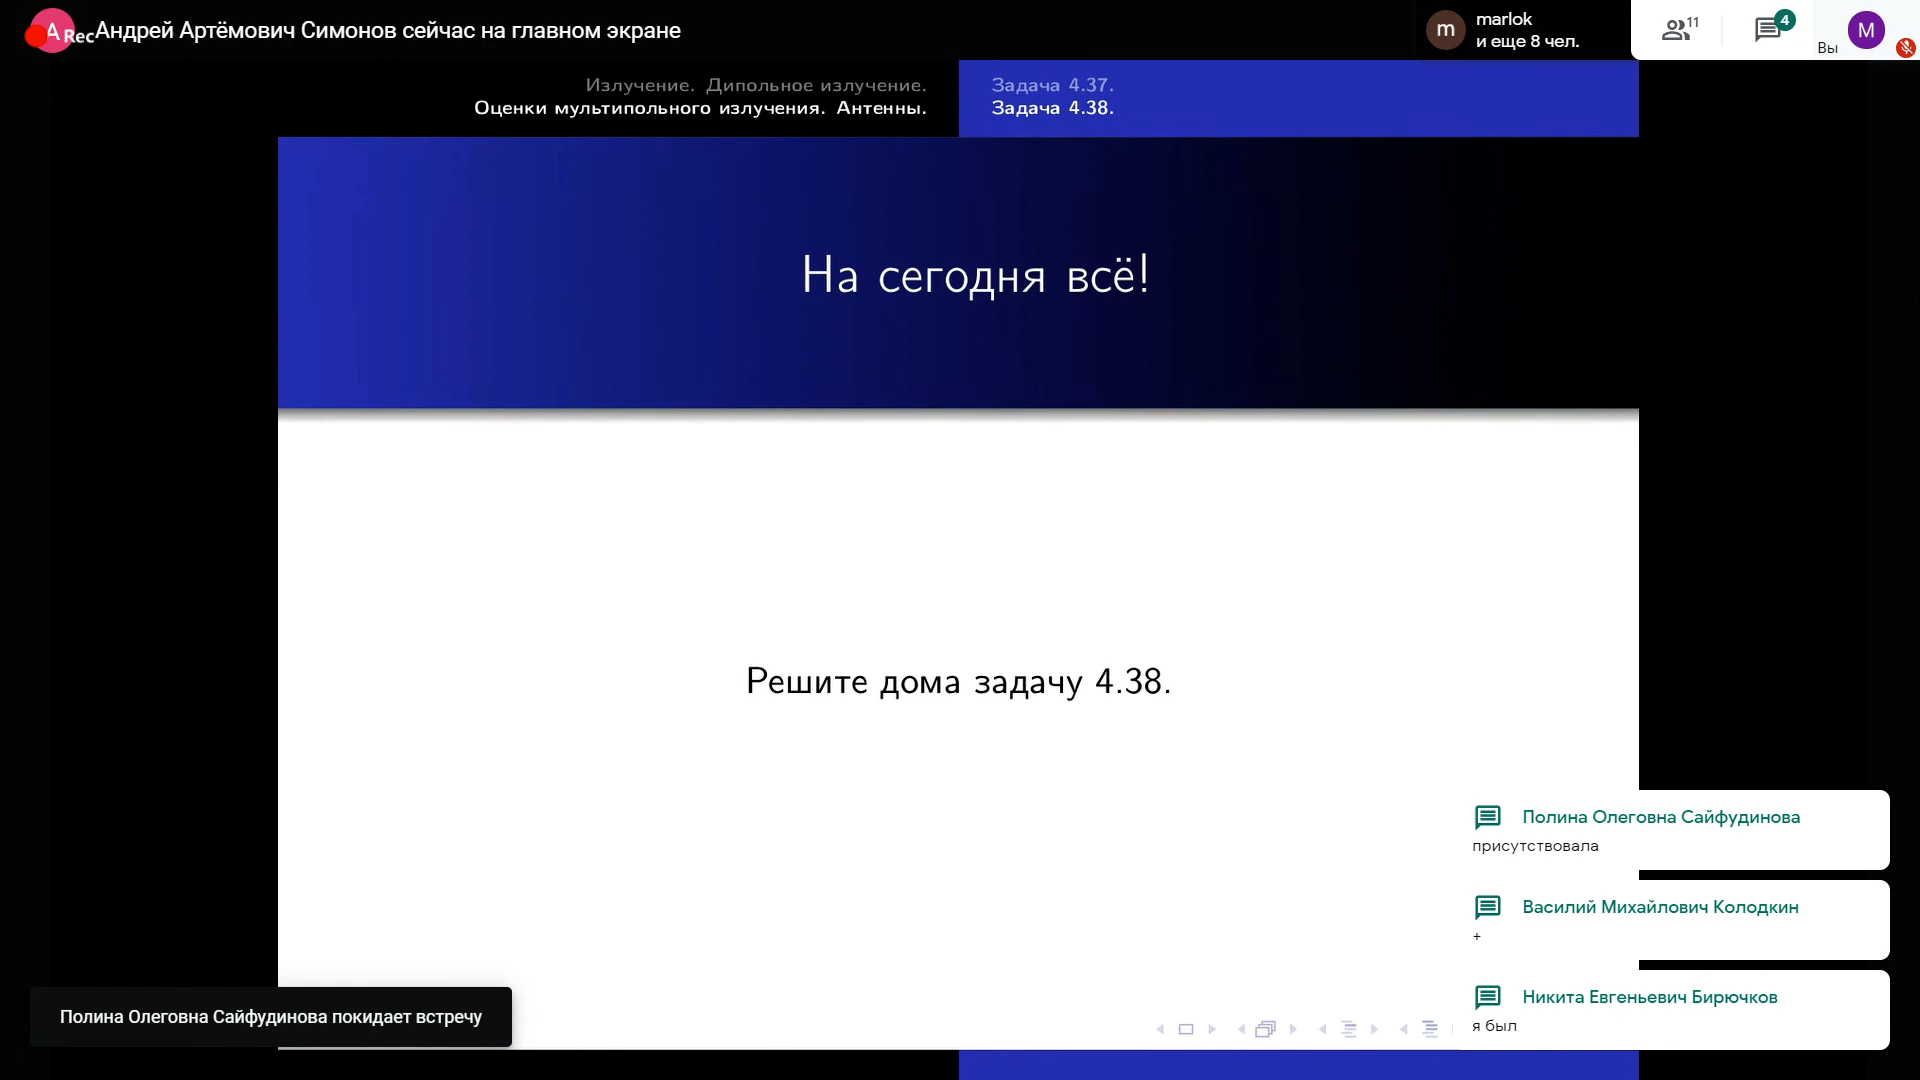 A Rec Андрей Артёмович Симонов сейчас на главном экране
m marlok
и еще 8 чел.
11
4
Вы
M
Излучение. Дипольное излучение.
Оценки мультипольного излучения. Антенны.
Задача 4.37.
Задача 4.38.
На сегодня всё!
Решите дома задачу 4.38.
Полина Олеговна Сайфудинова
присутствовала
Василий Михайлович Колодкин
+
Никита Евгеньевич Бирючков
я был
Полина Олеговна Сайфудинова покидает встречу